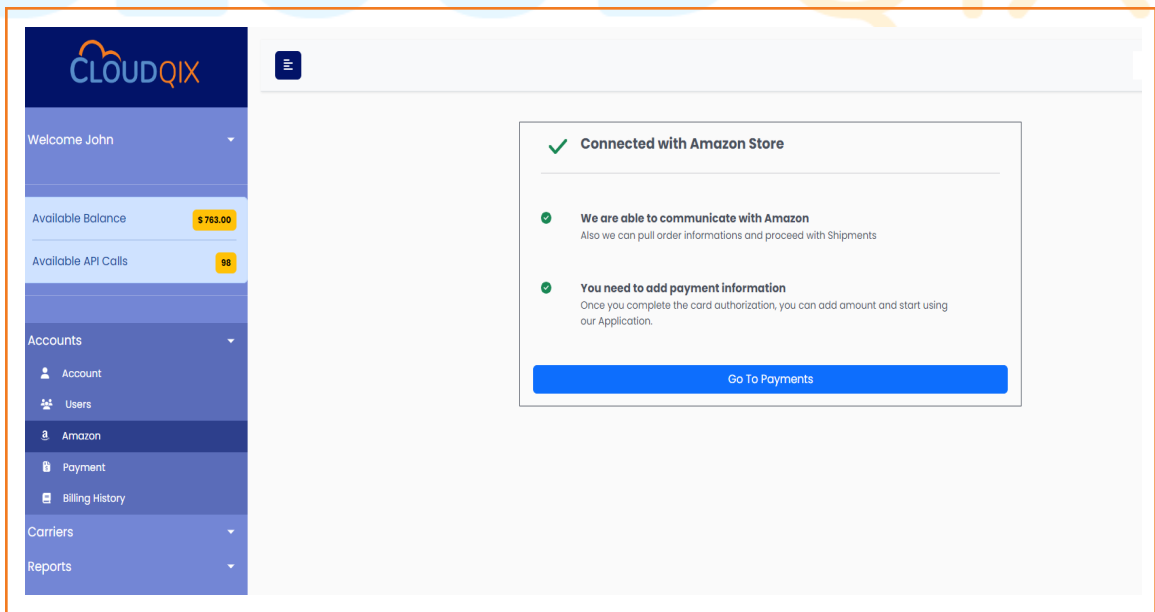 CLOUDQIX
Welcome John
Available Balance
$ 763.00
Available API Calls
98
Accounts
Account
Users
Amazon
Payment
Billing History
Carriers
Reports
Connected with Amazon Store
We are able to communicate with Amazon
Also we can pull order informations and proceed with Shipments
You need to add payment information
Once you complete the card authorization, you can add amount and start using
our Application.
Go To Payments